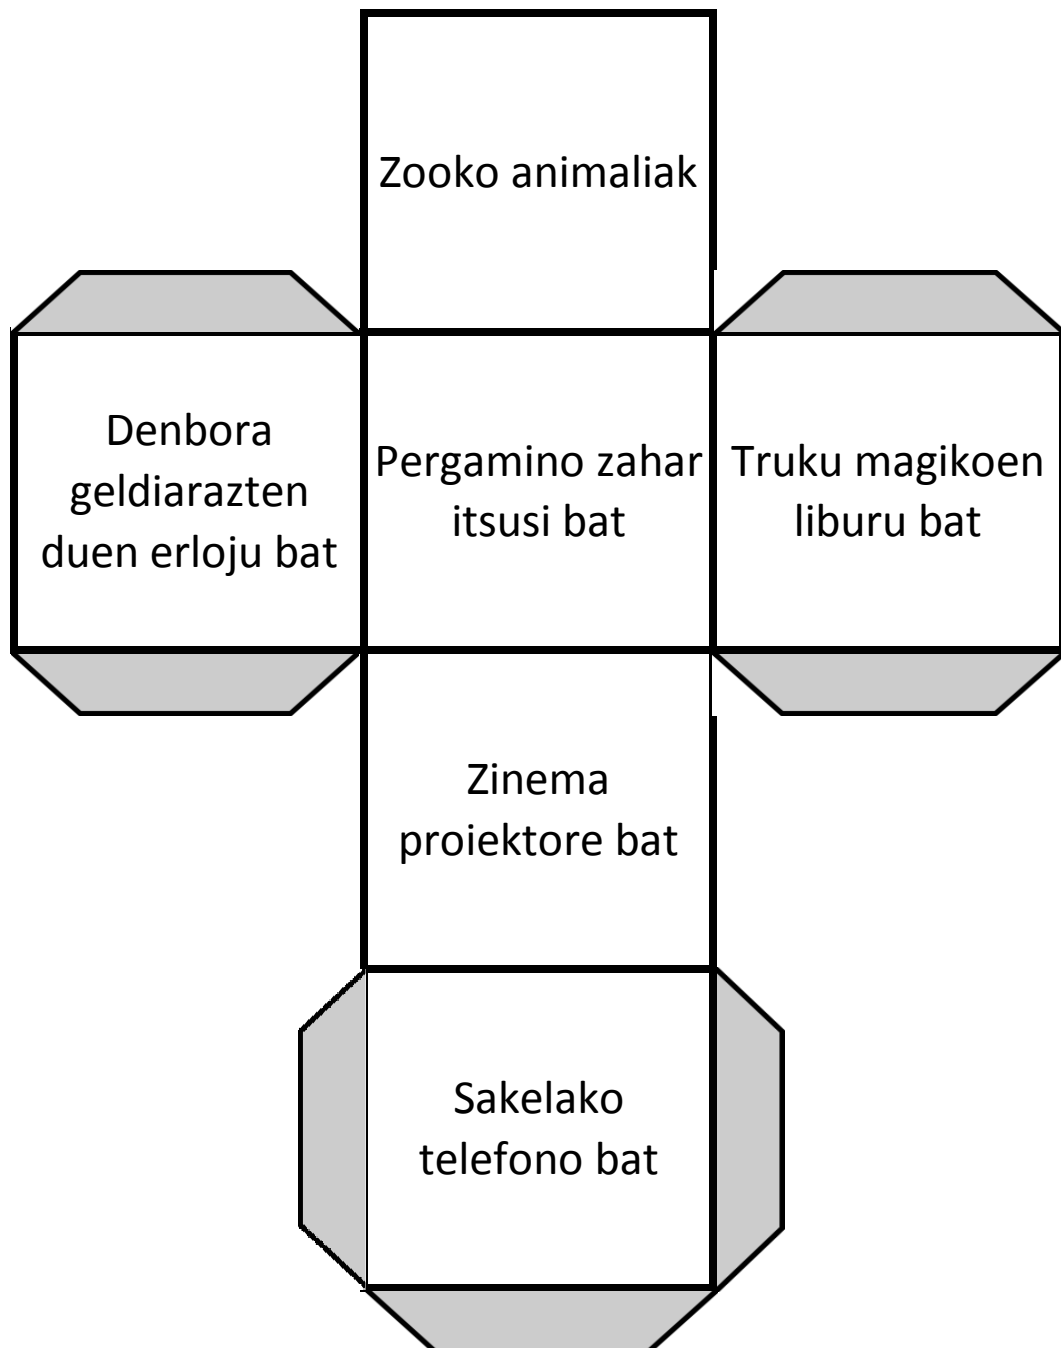 Zooko animaliak
Denbora
geldiarazten
duen erloju bat
Pergamino zahar
itsusi bat
Truku magikoen
liburu bat
Zinema
proiektore bat
Sakelako
telefono bat